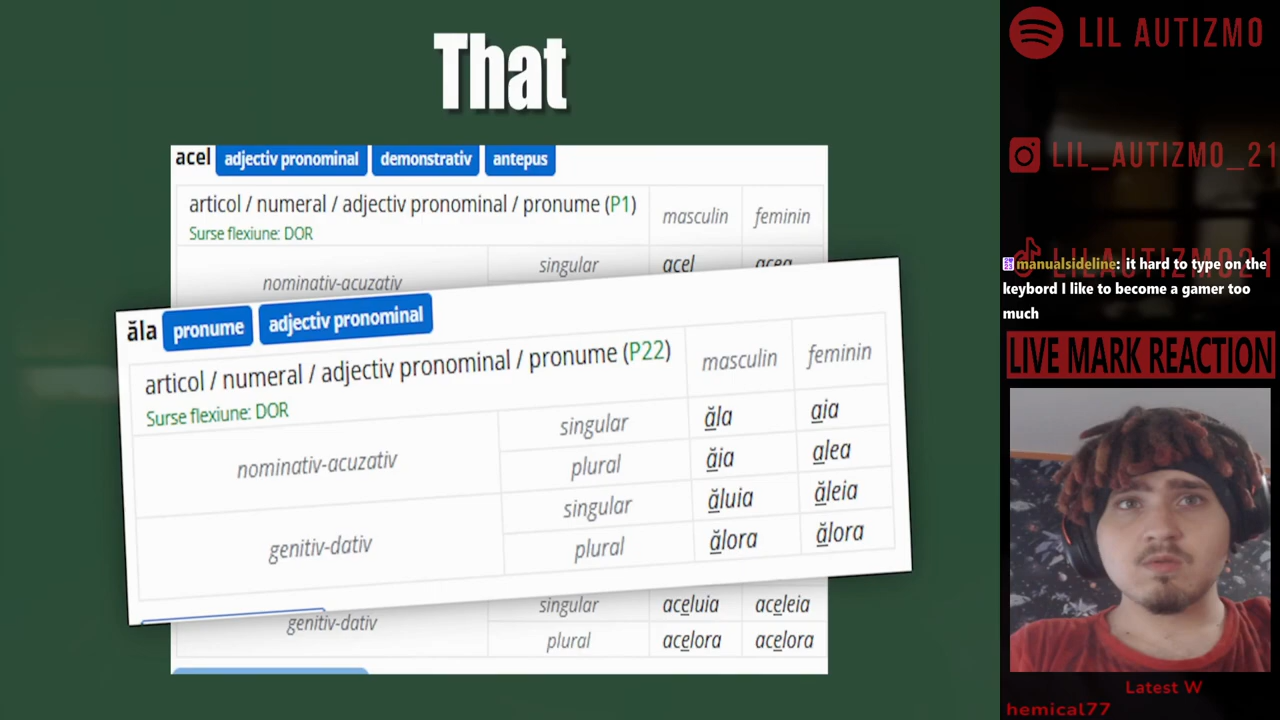 That
acel adjectiv pronominal demonstrativ antepus
articol / numeral / adjectiv pronominal / pronume (P1) masculin feminin
Surse flexiune: DOR
nominativ-acuzativ singular acel acea
ăla pronume adjectiv pronominal
articol / numeral / adjectiv pronominal / pronume (P22) masculin feminin
Surse flexiune: DOR
nominativ-acuzativ singular ăla aia
plural ăia alea
genitiv-dativ singular ăluia ăleia
plural ălora ălora
genitiv-dativ singular aceluia aceleia
plural acelora acelora
LIL AUTIZMO
LIL_AUTIZMO_21
LILAUTIZMO21
manualsideline: it hard to type on the
keybord I like to become a gamer too
much
LIVE MARK REACTION
Latest W
hemical77